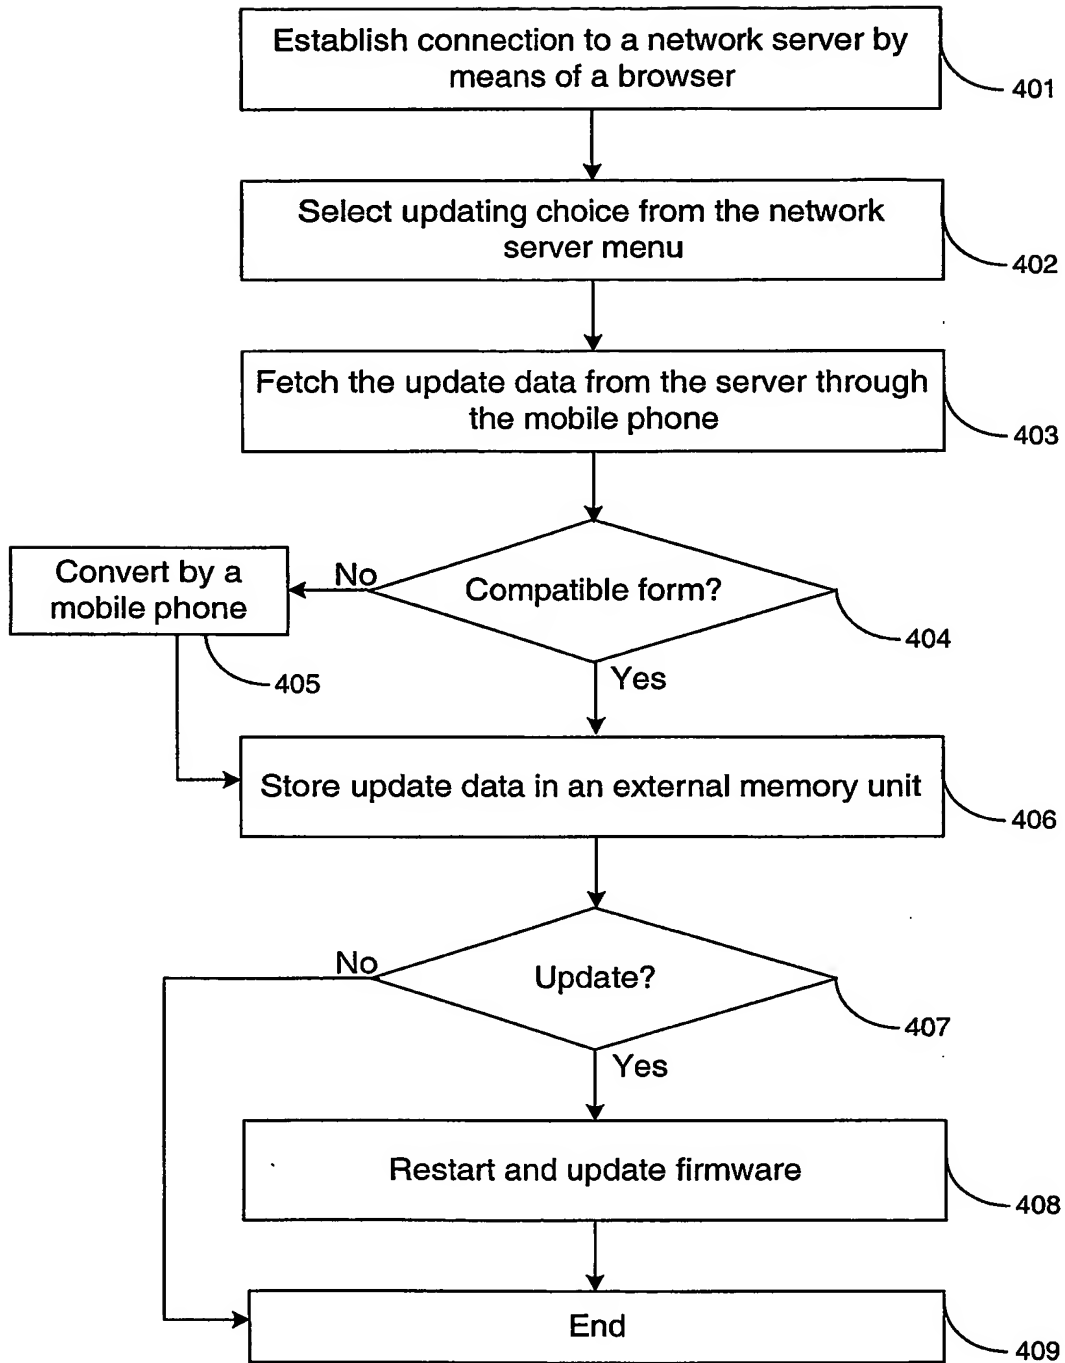 Establish connection to a network server by
means of a browser
401
Select updating choice from the network
server menu
402
Fetch the update data from the server through
the mobile phone
403
Compatible form?
404
No
Convert by a
mobile phone
405
Yes
Store update data in an external memory unit
406
Update?
407
No
Yes
Restart and update firmware
408
End
409